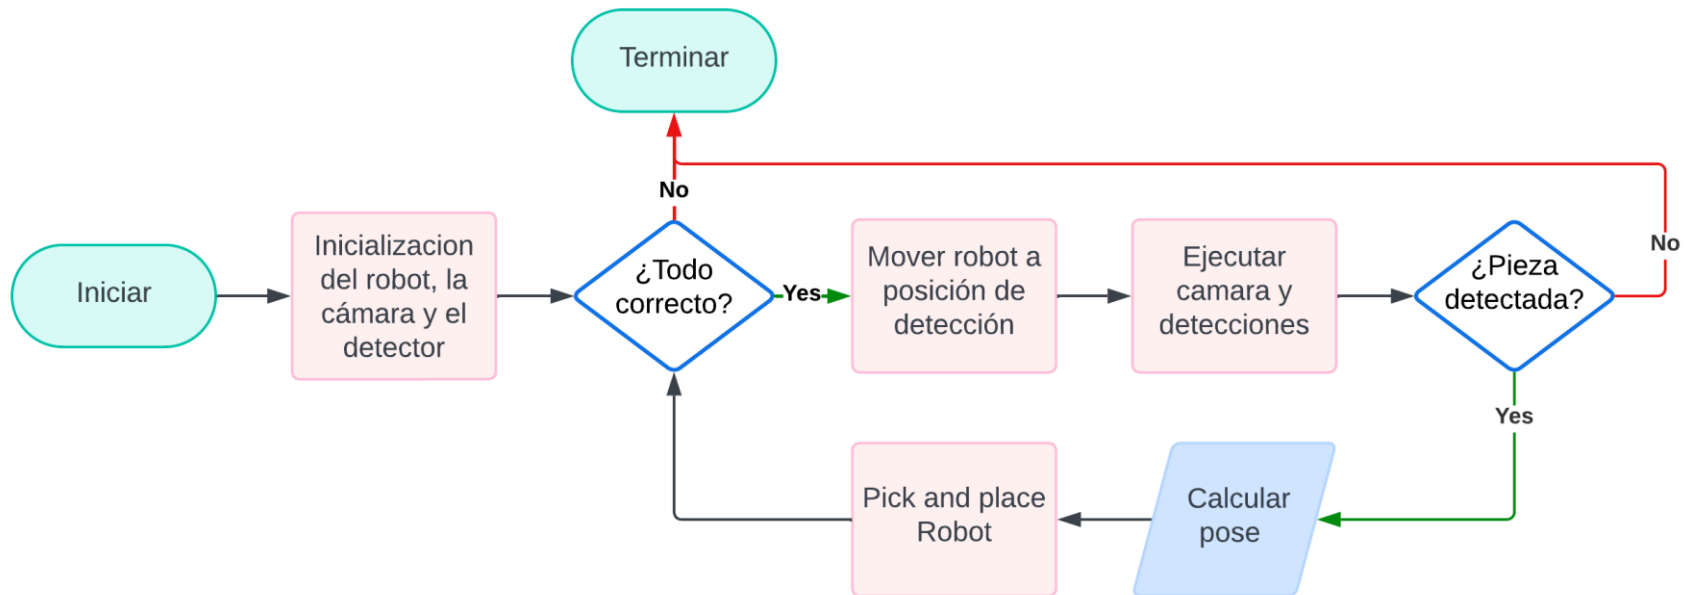 Terminar
No
Iniciar
Inicializacion
del robot, la
cámara y el
detector
¿Todo
correcto?
Yes
Mover robot a
posición de
detección
Ejecutar
camara y
detecciones
¿Pieza
detectada?
No
Yes
Pick and place
Robot
Calcular
pose